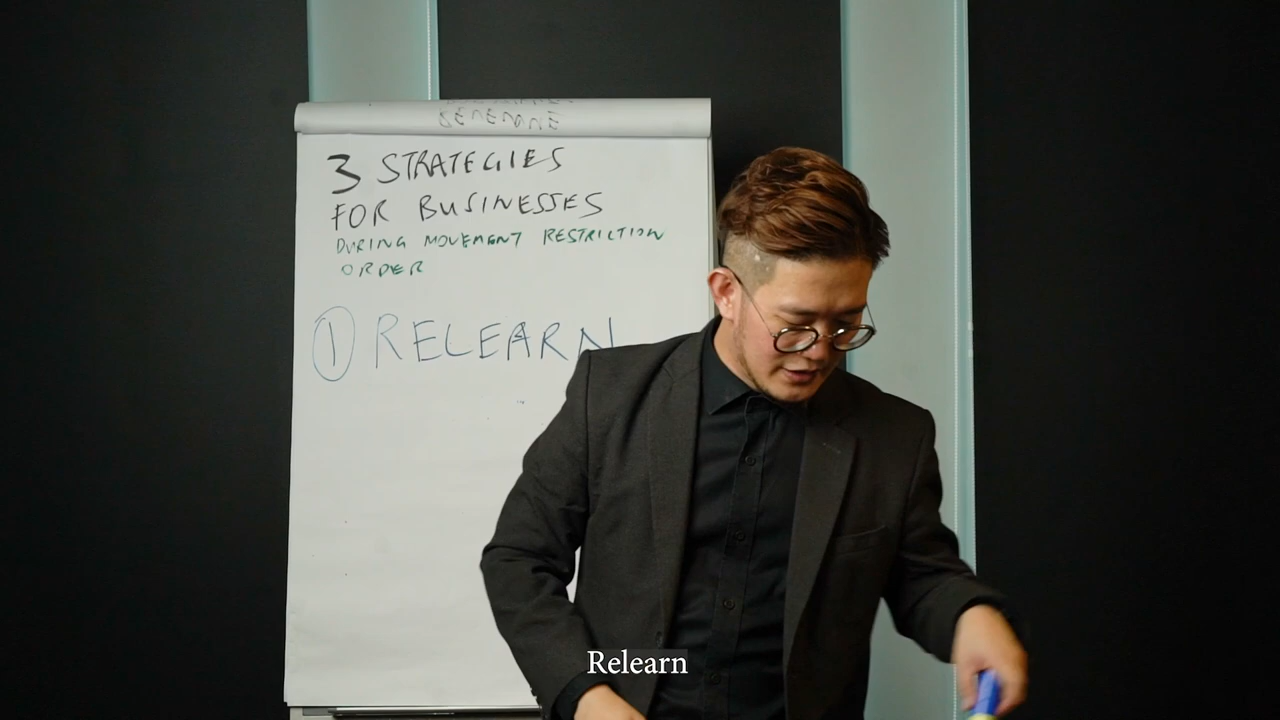 3 STRATEGIES
FOR BUSINESSES
DURING MOVEMENT RESTRICTION
ORDER
① RELEARN
Relearn